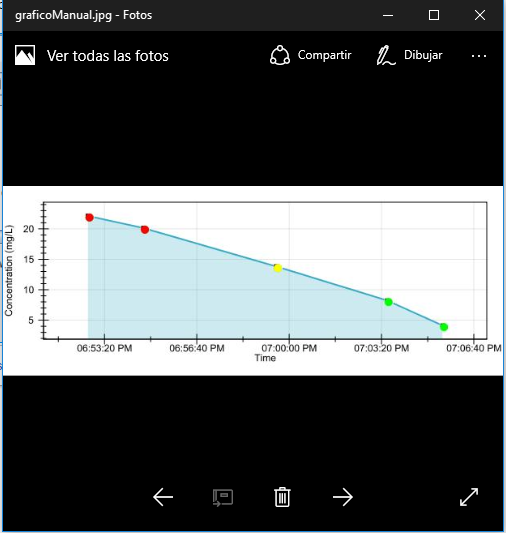 graficoManual.jpg - Fotos
Ver todas las fotos
Compartir
Dibujar
Concentration (mg/L)
20
15
10
5
06:53:20 PM
06:56:40 PM
07:00:00 PM
07:03:20 PM
07:06:40 PM
Time